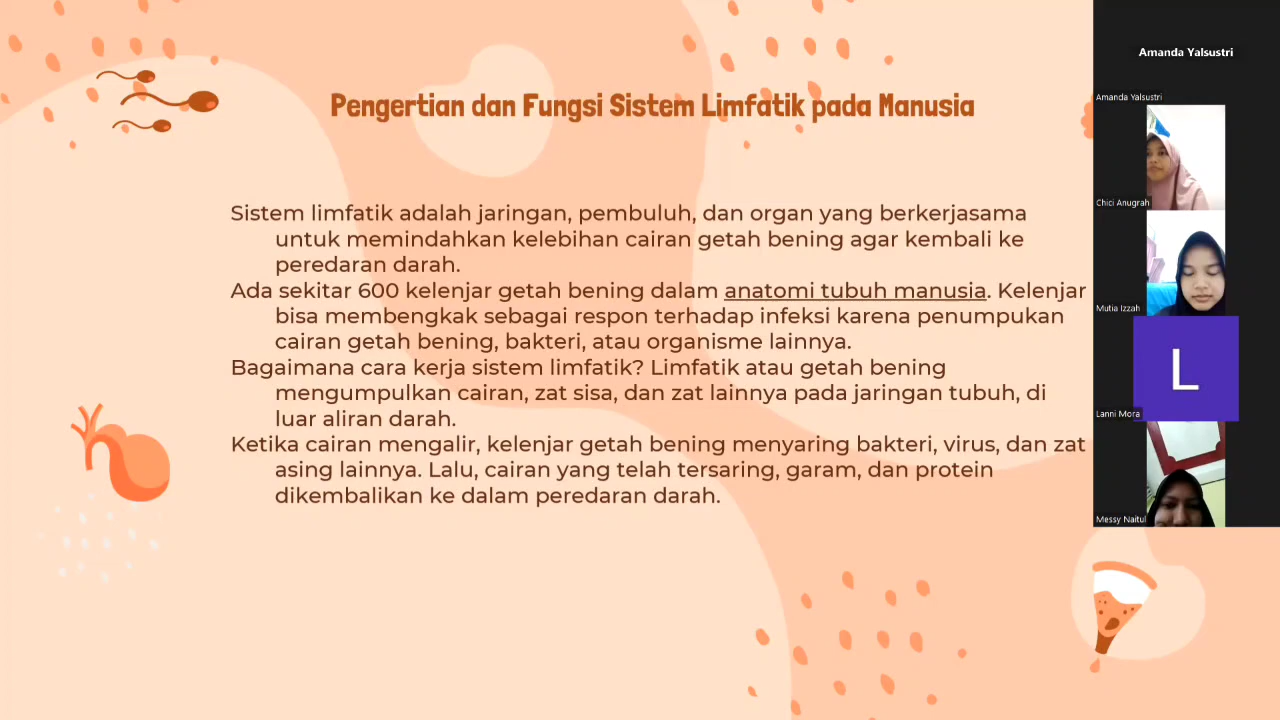 Pengertian dan Fungsi Sistem Limfatik pada Manusia
Sistem limfatik adalah jaringan, pembuluh, dan organ yang berkerjasama
untuk memindahkan kelebihan cairan getah bening agar kembali ke
peredaran darah.
Ada sekitar 600 kelenjar getah bening dalam anatomi tubuh manusia. Kelenjar
bisa membengkak sebagai respon terhadap infeksi karena penumpukan
cairan getah bening, bakteri, atau organisme lainnya.
Bagaimana cara kerja sistem limfatik? Limfatik atau getah bening
mengumpulkan cairan, zat sisa, dan zat lainnya pada jaringan tubuh, di
luar aliran darah.
Ketika cairan mengalir, kelenjar getah bening menyaring bakteri, virus, dan zat
asing lainnya. Lalu, cairan yang telah tersaring, garam, dan protein
dikembalikan ke dalam peredaran darah.
Amanda Yalsustri
Amanda Yalsustri
Chici Anugrah
Mutia Izzah
L
Lanni Mora
Messy Naitul